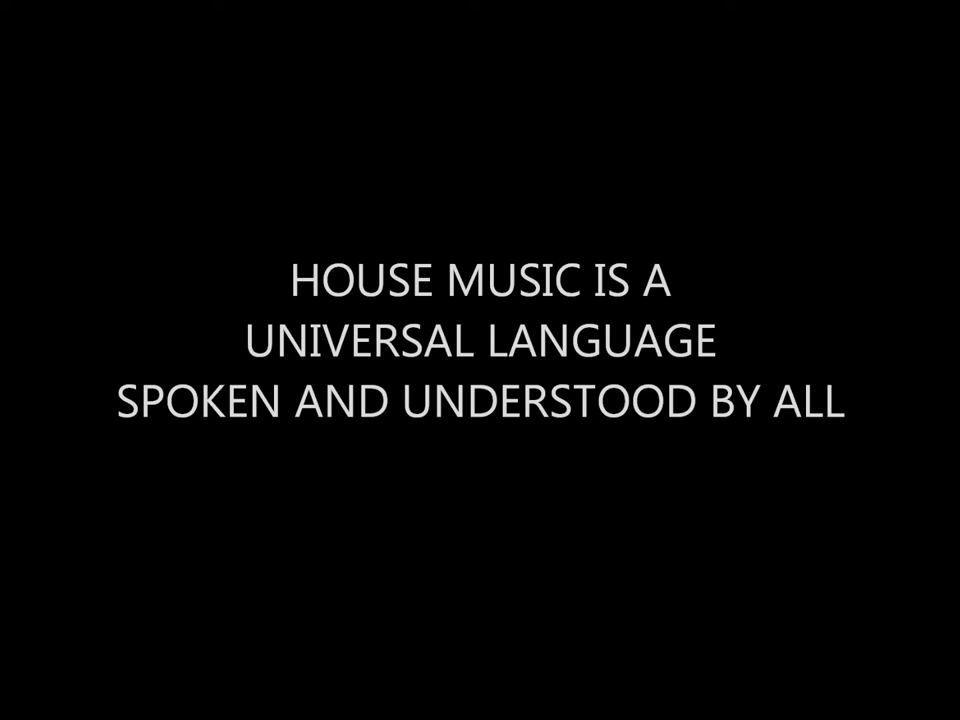 HOUSE MUSIC IS A
UNIVERSAL LANGUAGE
SPOKEN AND UNDERSTOOD BY ALL